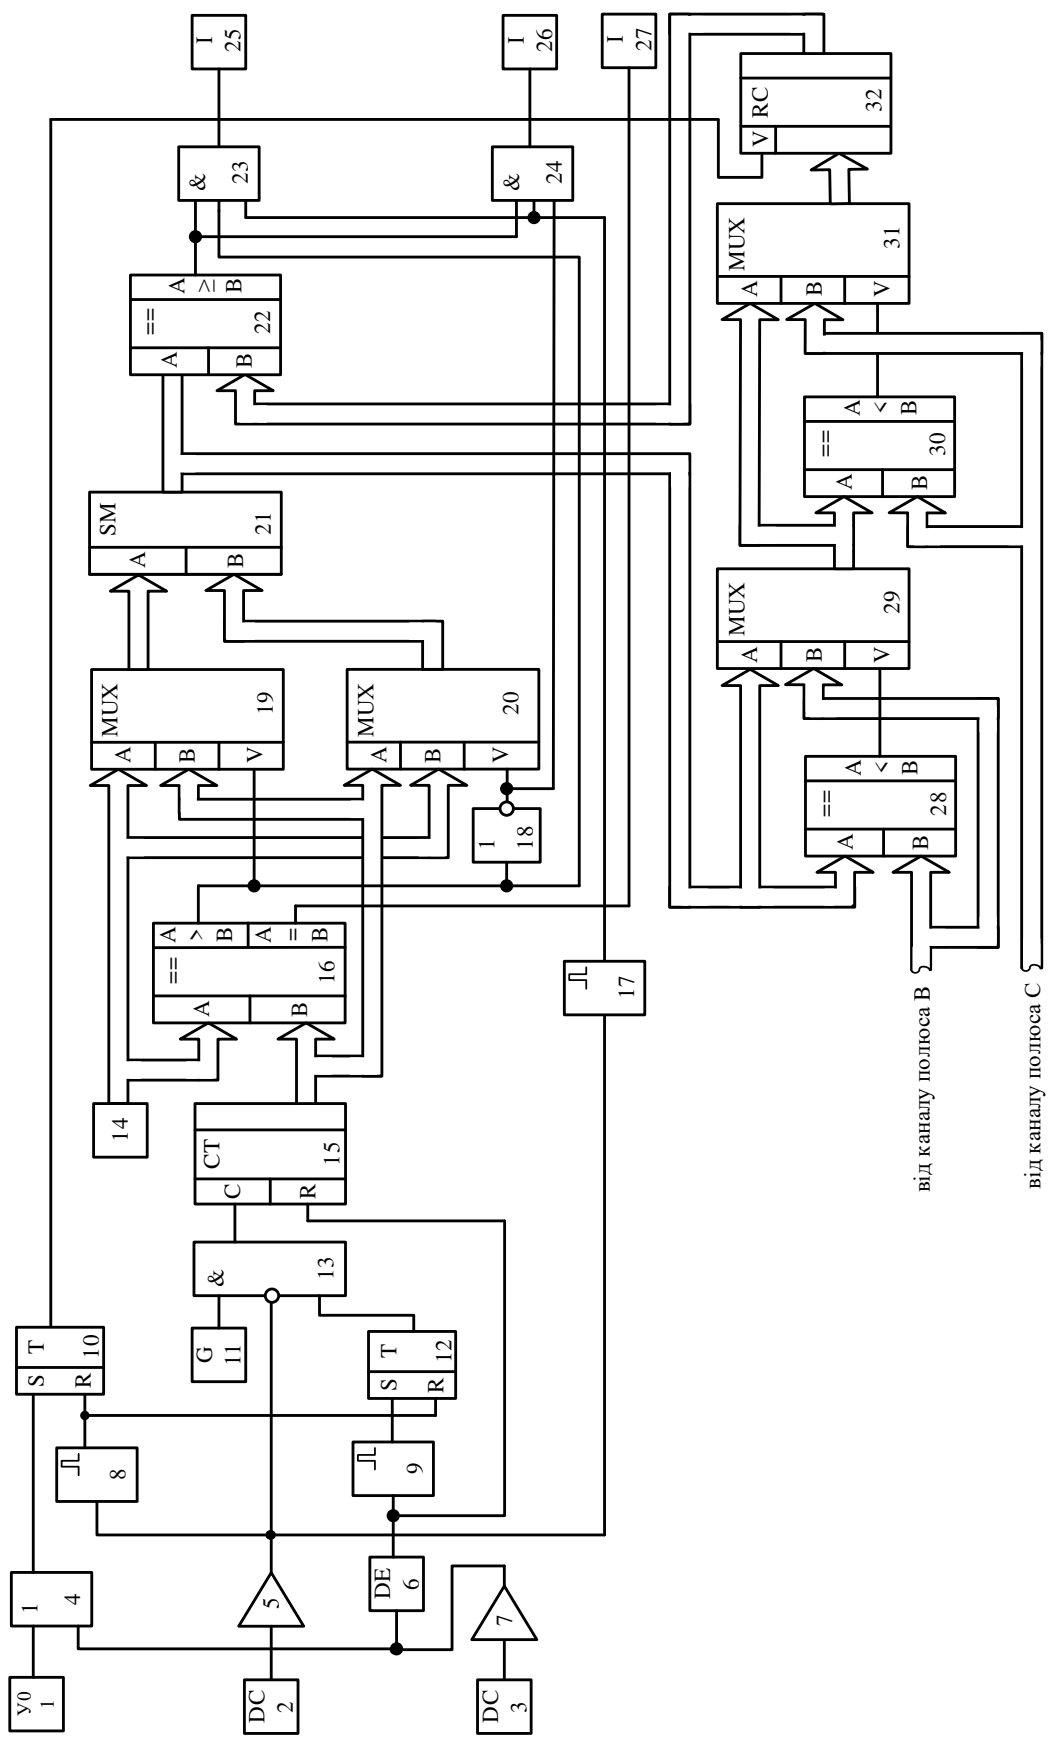 У0
1
DC
2
DC
3
1
4
5
DE
6
7
8
9
S
R
T
10
G
11
S
R
T
12
&
13
14
C
R
CT
15
A
B
==
16
A
>
B
A
=
B
17
1
18
A
B
V
MUX
19
A
B
V
MUX
20
A
B
SM
21
A
B
==
22
A
≥
B
&
23
&
24
I
25
I
26
I
27
A
B
==
28
A
<
B
A
B
V
MUX
29
A
B
==
30
A
<
B
A
B
V
MUX
31
V
RC
32
від каналу полюса В
від каналу полюса С